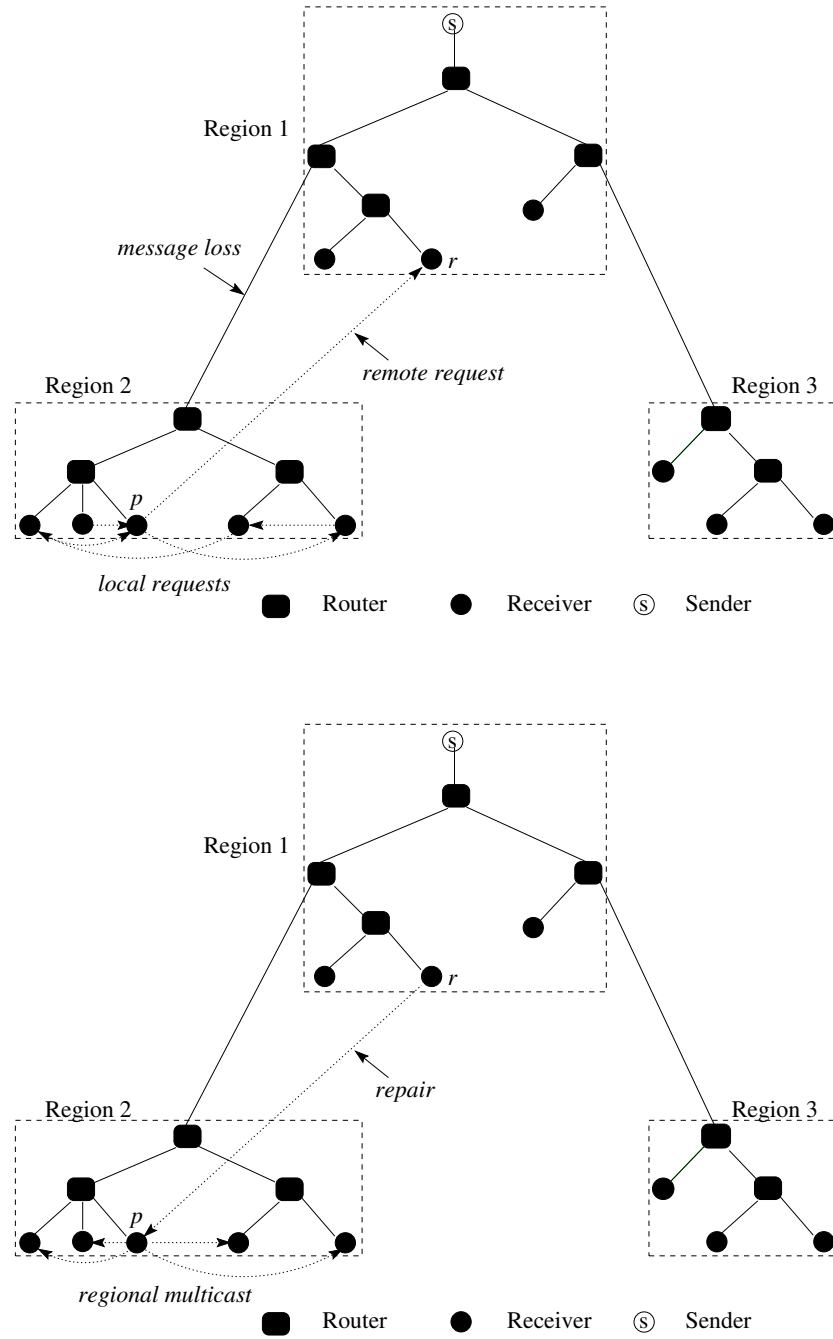 s
Region 1
message loss
r
remote request
Region 2
Region 3
p
local requests
Router Receiver s Sender
s
Region 1
r
repair
Region 2
Region 3
p
regional multicast
Router Receiver s Sender